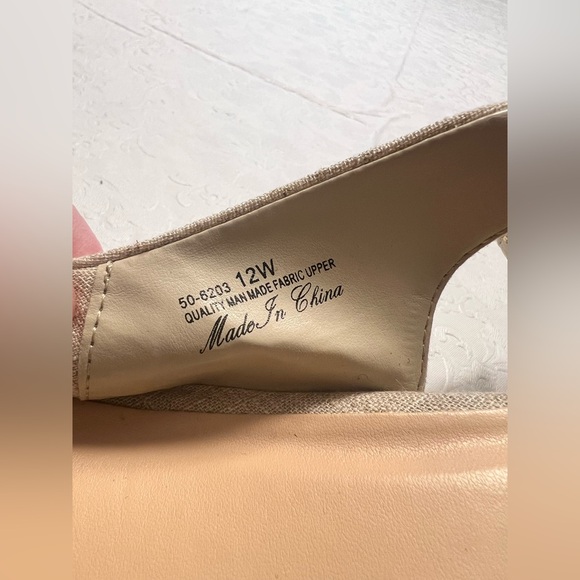 50-6203 12W
QUALITY MAN MADE FABRIC UPPER
Made In China